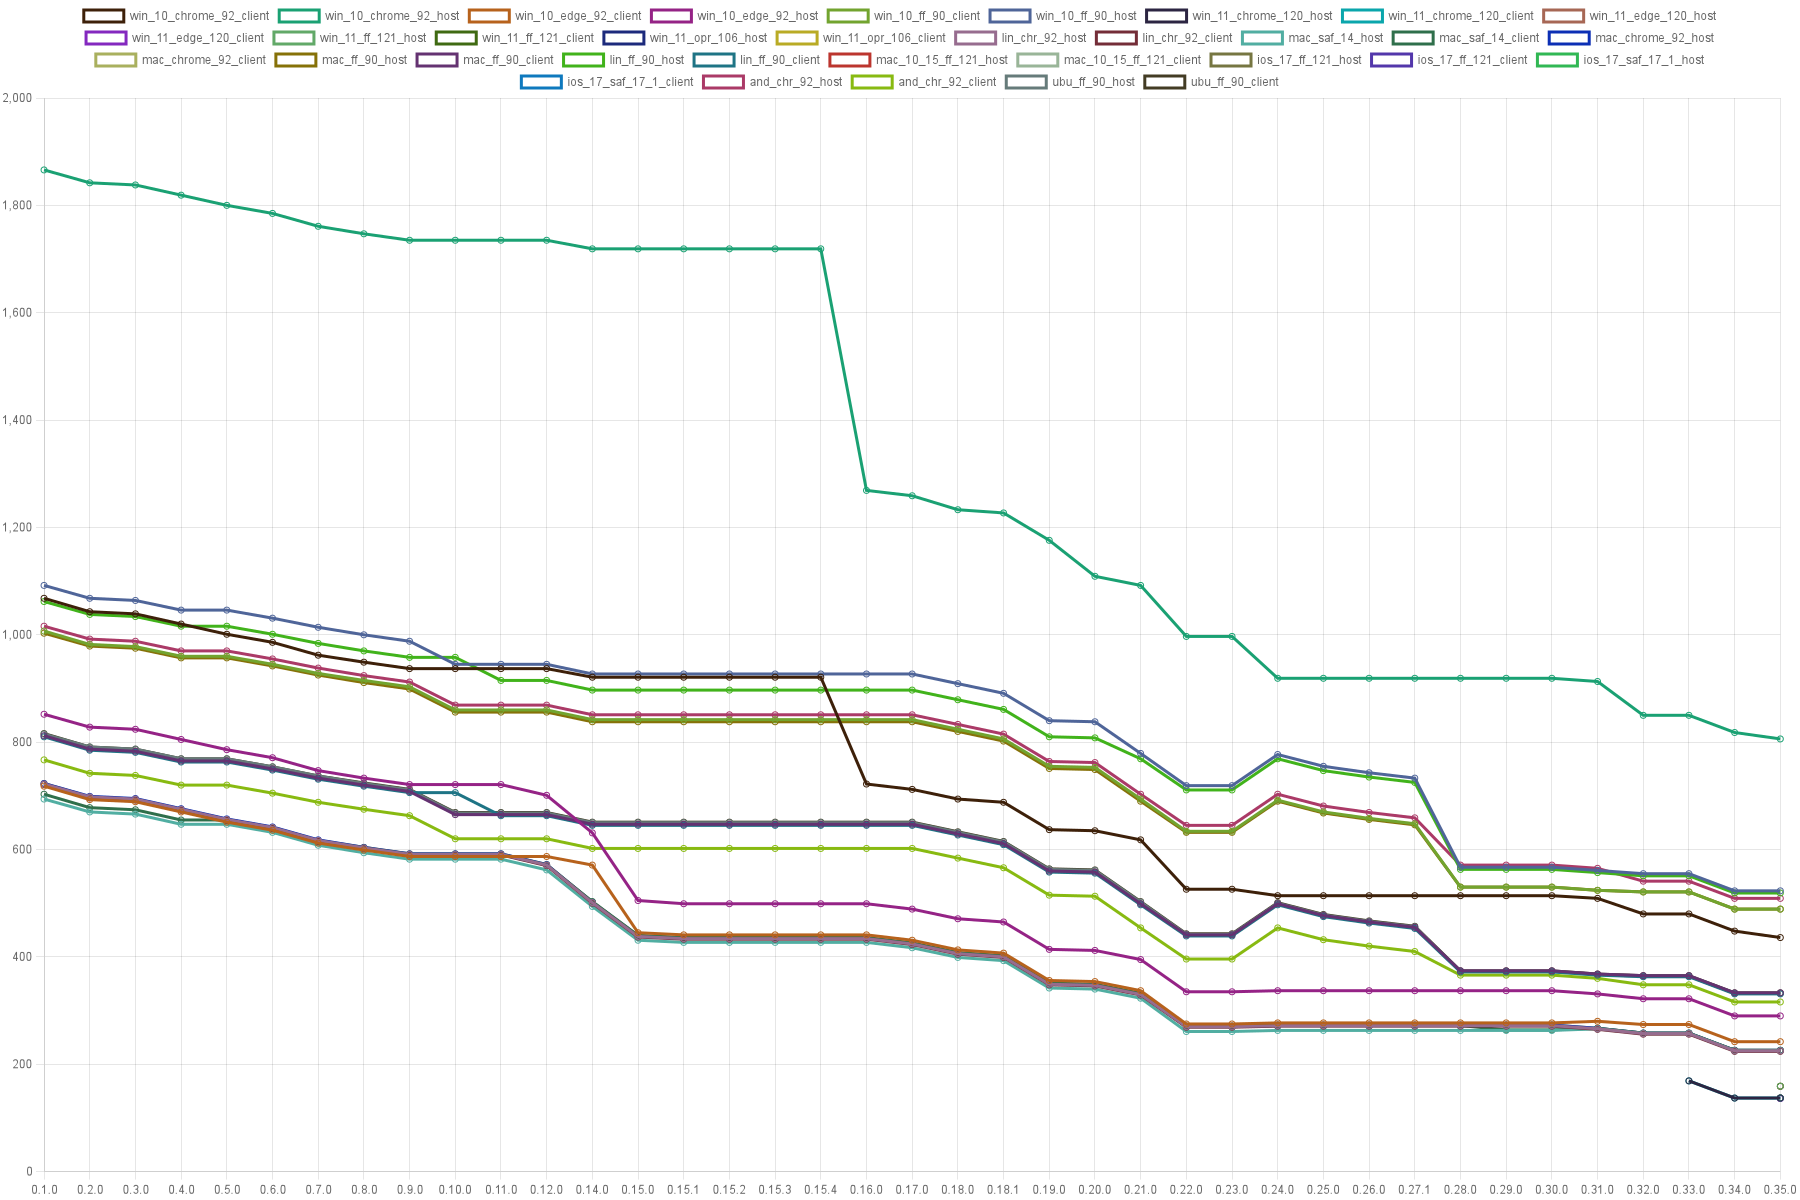 win_10_chrome_92_client win_10_chrome_92_host win_10_edge_92_client win_10_edge_92_host win_10_ff_90_client win_10_ff_90_host win_11_chrome_120_host win_11_chrome_120_client win_11_edge_120_host
win_11_edge_120_client win_11_ff_121_host win_11_ff_121_client win_11_opr_106_host win_11_opr_106_client lin_chr_92_host lin_chr_92_client mac_saf_14_host mac_saf_14_client mac_chrome_92_host
mac_chrome_92_client mac_ff_90_host mac_ff_90_client lin_ff_90_host lin_ff_90_client mac_10_15_ff_121_host mac_10_15_ff_121_client ios_17_ff_121_host ios_17_ff_121_client ios_17_saf_17_1_host
ios_17_saf_17_1_client and_chr_92_host and_chr_92_client ubu_ff_90_host ubu_ff_90_client
2,000
1,800
1,600
1,400
1,200
1,000
800
600
400
200
0
0.1.0 0.2.0 0.3.0 0.4.0 0.5.0 0.6.0 0.7.0 0.8.0 0.9.0 0.10.0 0.11.0 0.12.0 0.14.0 0.15.0 0.15.1 0.15.2 0.15.3 0.15.4 0.16.0 0.17.0 0.18.0 0.18.1 0.19.0 0.20.0 0.21.0 0.22.0 0.23.0 0.24.0 0.25.0 0.26.0 0.27.1 0.28.0 0.29.0 0.30.0 0.31.0 0.32.0 0.33.0 0.34.0 0.35.0